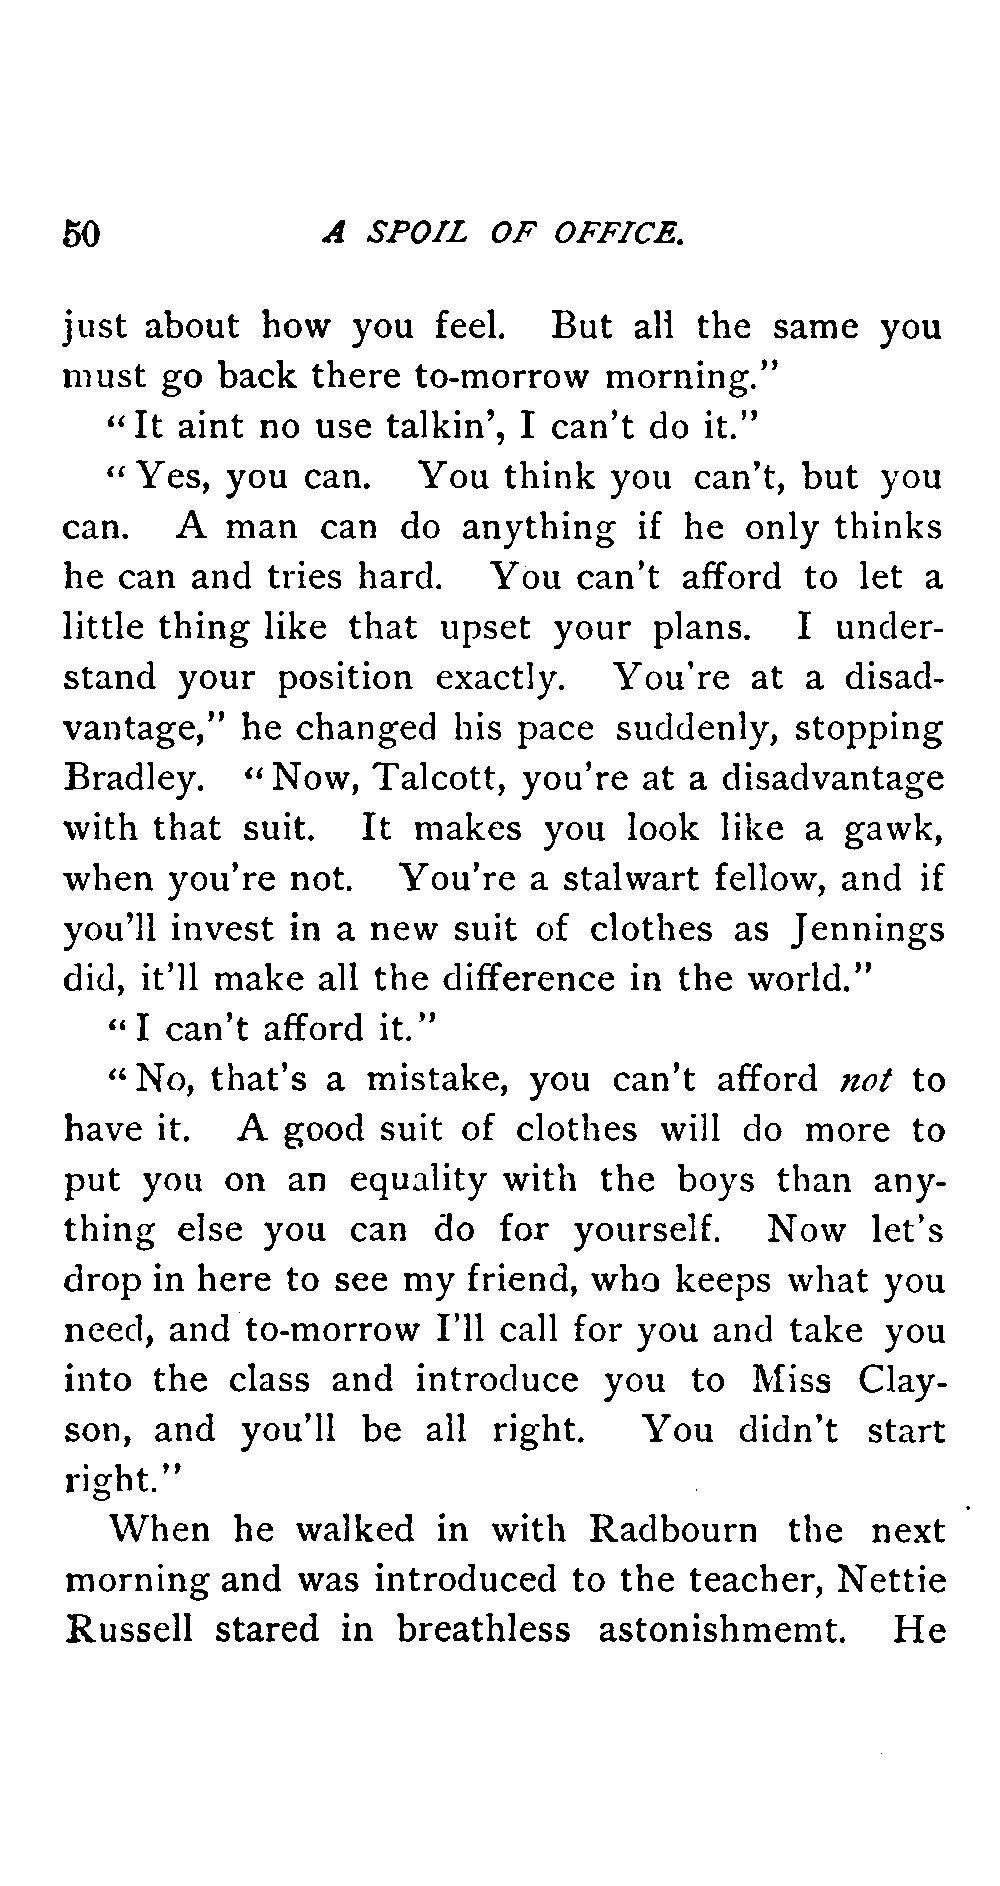 50 A SPOIL OF OFFICE.
just about how you feel. But all the same you
must go back there to-morrow morning."
"It aint no use talkin', I can't do it."
"Yes, you can. You think you can't, but you
can. A man can do anything if he only thinks
he can and tries hard. You can't afford to let a
little thing like that upset your plans. I under-
stand your position exactly. You're at a disad-
vantage," he changed his pace suddenly, stopping
Bradley. "Now, Talcott, you're at a disadvantage
with that suit. It makes you look like a gawk,
when you're not. You're a stalwart fellow, and if
you'll invest in a new suit of clothes as Jennings
did, it'll make all the difference in the world."
"I can't afford it."
"No, that's a mistake, you can't afford not to
have it. A good suit of clothes will do more to
put you on an equality with the boys than any-
thing else you can do for yourself. Now let's
drop in here to see my friend, who keeps what you
need, and to-morrow I'll call for you and take you
into the class and introduce you to Miss Clay-
son, and you'll be all right. You didn't start
right."
When he walked in with Radbourn the next
morning and was introduced to the teacher, Nettie
Russell stared in breathless astonishmemt. He